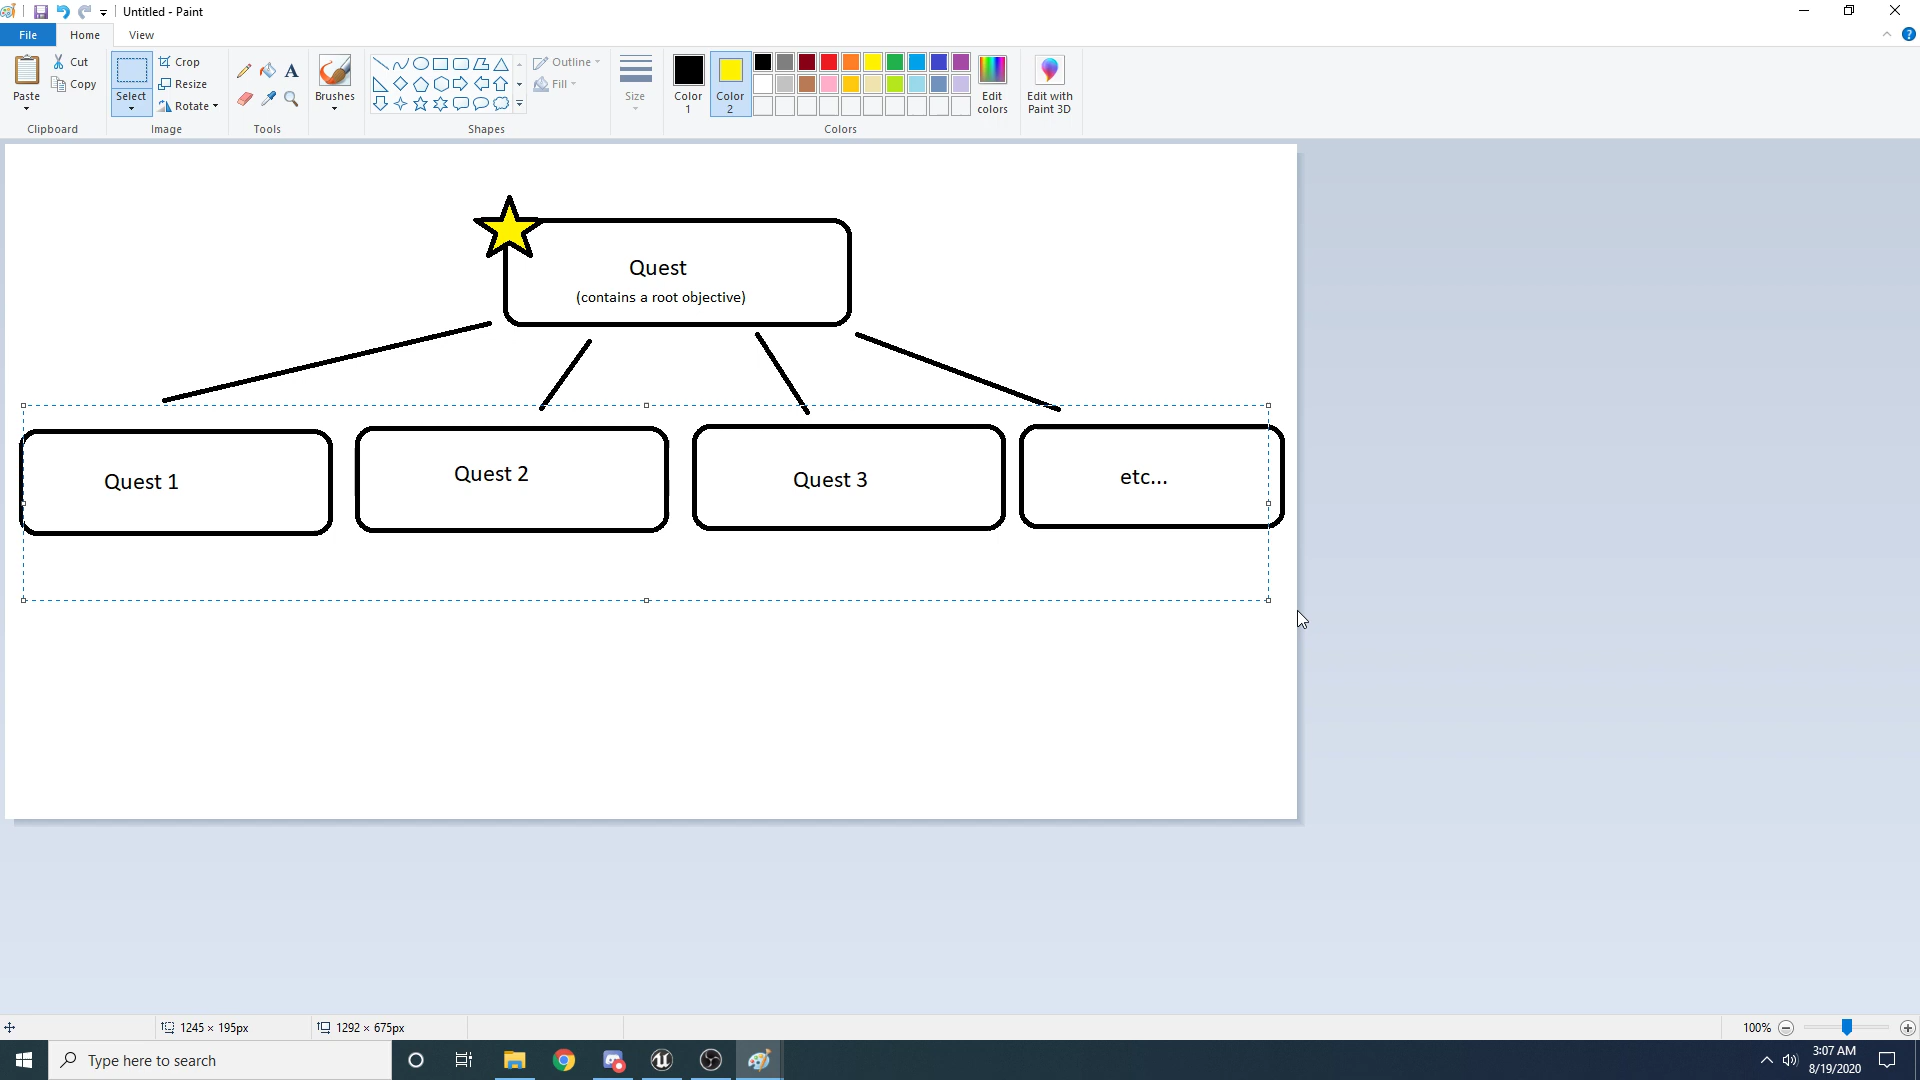 Untitled - Paint
File Home View
Paste
Cut
Copy
Clipboard
Select
Crop
Resize
Rotate
Image
A
Tools
Brushes
Shapes
Outline
Fill
Size
Color 1
Color 2
Edit colors
Colors
Edit with Paint 3D
Quest
(contains a root objective)
Quest 1
Quest 2
Quest 3
etc...
1245 × 195px
1292 × 675px
100%
Type here to search
3:07 AM
8/19/2020